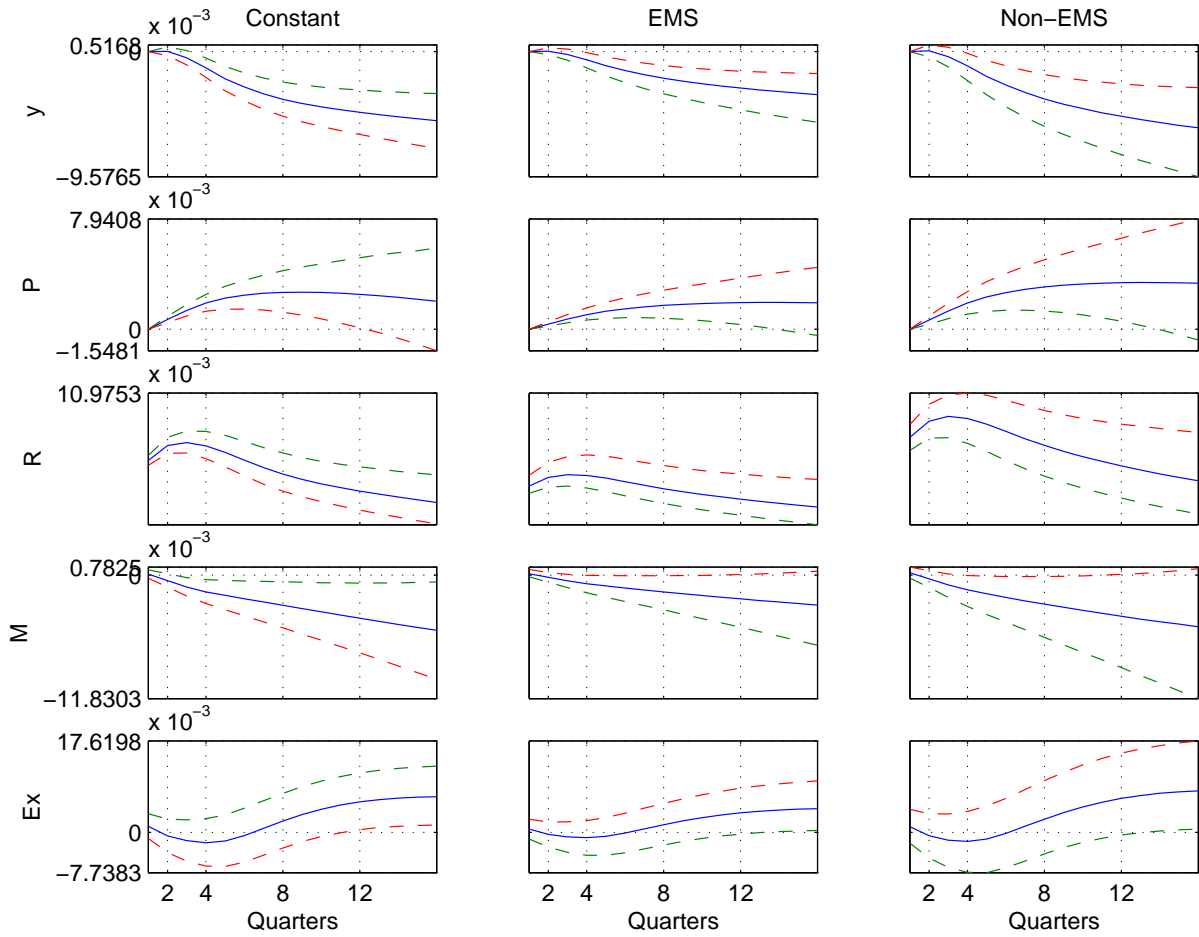 Constant EMS Non−EMS
x 10−3
0.5168
0
y
−9.5765
x 10−3
7.9408
P
0
−1.5481
x 10−3
10.9753
R
x 10−3
0.7825
0
M
−11.8303
x 10−3
17.6198
Ex
0
−7.7383
2 4 8 12 2 4 8 12 2 4 8 12
Quarters Quarters Quarters